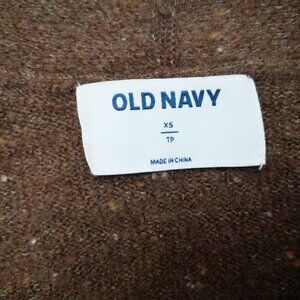 OLD NAVY
XS
TP
MADE IN CHINA